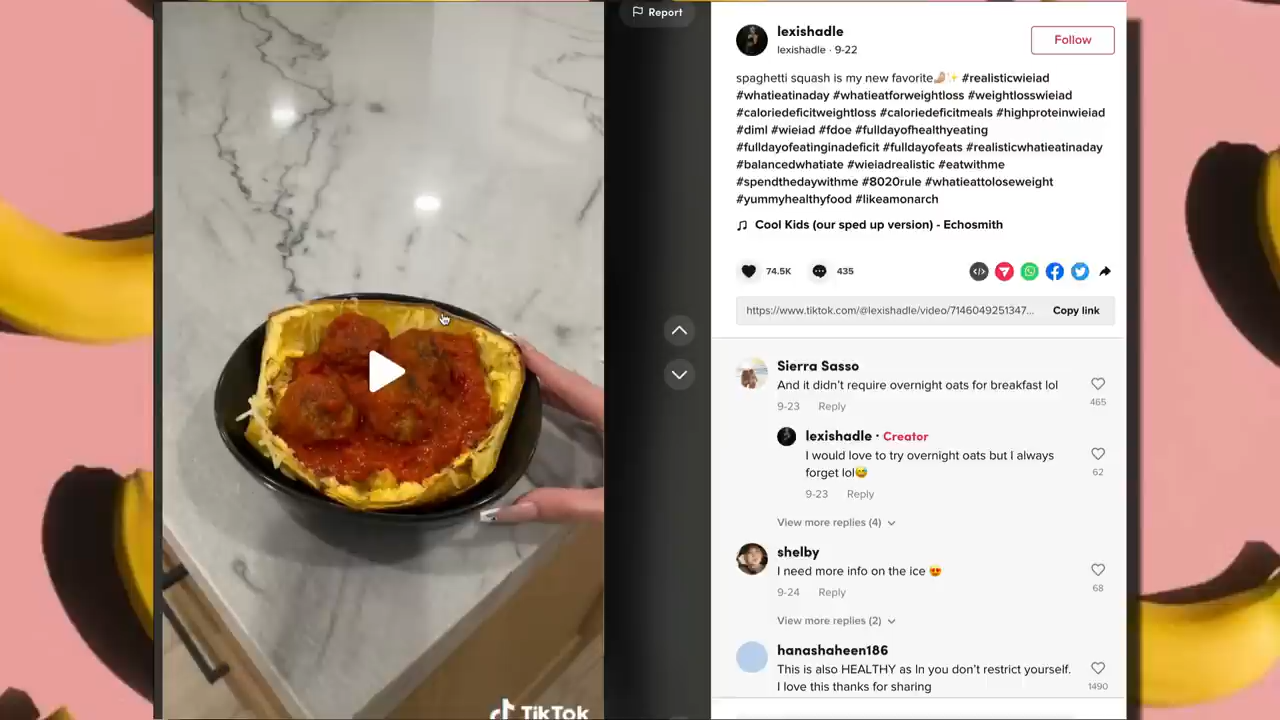 Report
lexishadle
lexishadle · 9-22
Follow
spaghetti squash is my new favorite🤌🏼✨ #realisticwieiad
#whatieatinaday #whatieatforweightloss #weightlosswieiad
#caloriedeficitweightloss #caloriedeficitmeals #highproteinwieiad
#diml #wieiad #fdoe #fulldayofhealthyeating
#fulldayofeatinginadeficit #fulldayofeats #realisticwhatieatinaday
#balancedwhatiate #wieiadrealistic #eatwithme
#spendthedaywithme #8020rule #whatieattoloseweight
#yummyhealthyfood #likeamonarch
Cool Kids (our sped up version) - Echosmith
74.5K
435
https://www.tiktok.com/@lexishadle/video/7146049251347...
Copy link
Sierra Sasso
And it didn't require overnight oats for breakfast lol
465
9-23 Reply
lexishadle · Creator
I would love to try overnight oats but I always
forget lol😅
62
9-23 Reply
View more replies (4)
shelby
I need more info on the ice 😍
68
9-24 Reply
View more replies (2)
hanashaheen186
This is also HEALTHY as ln you don't restrict yourself.
I love this thanks for sharing
1490
TikTok